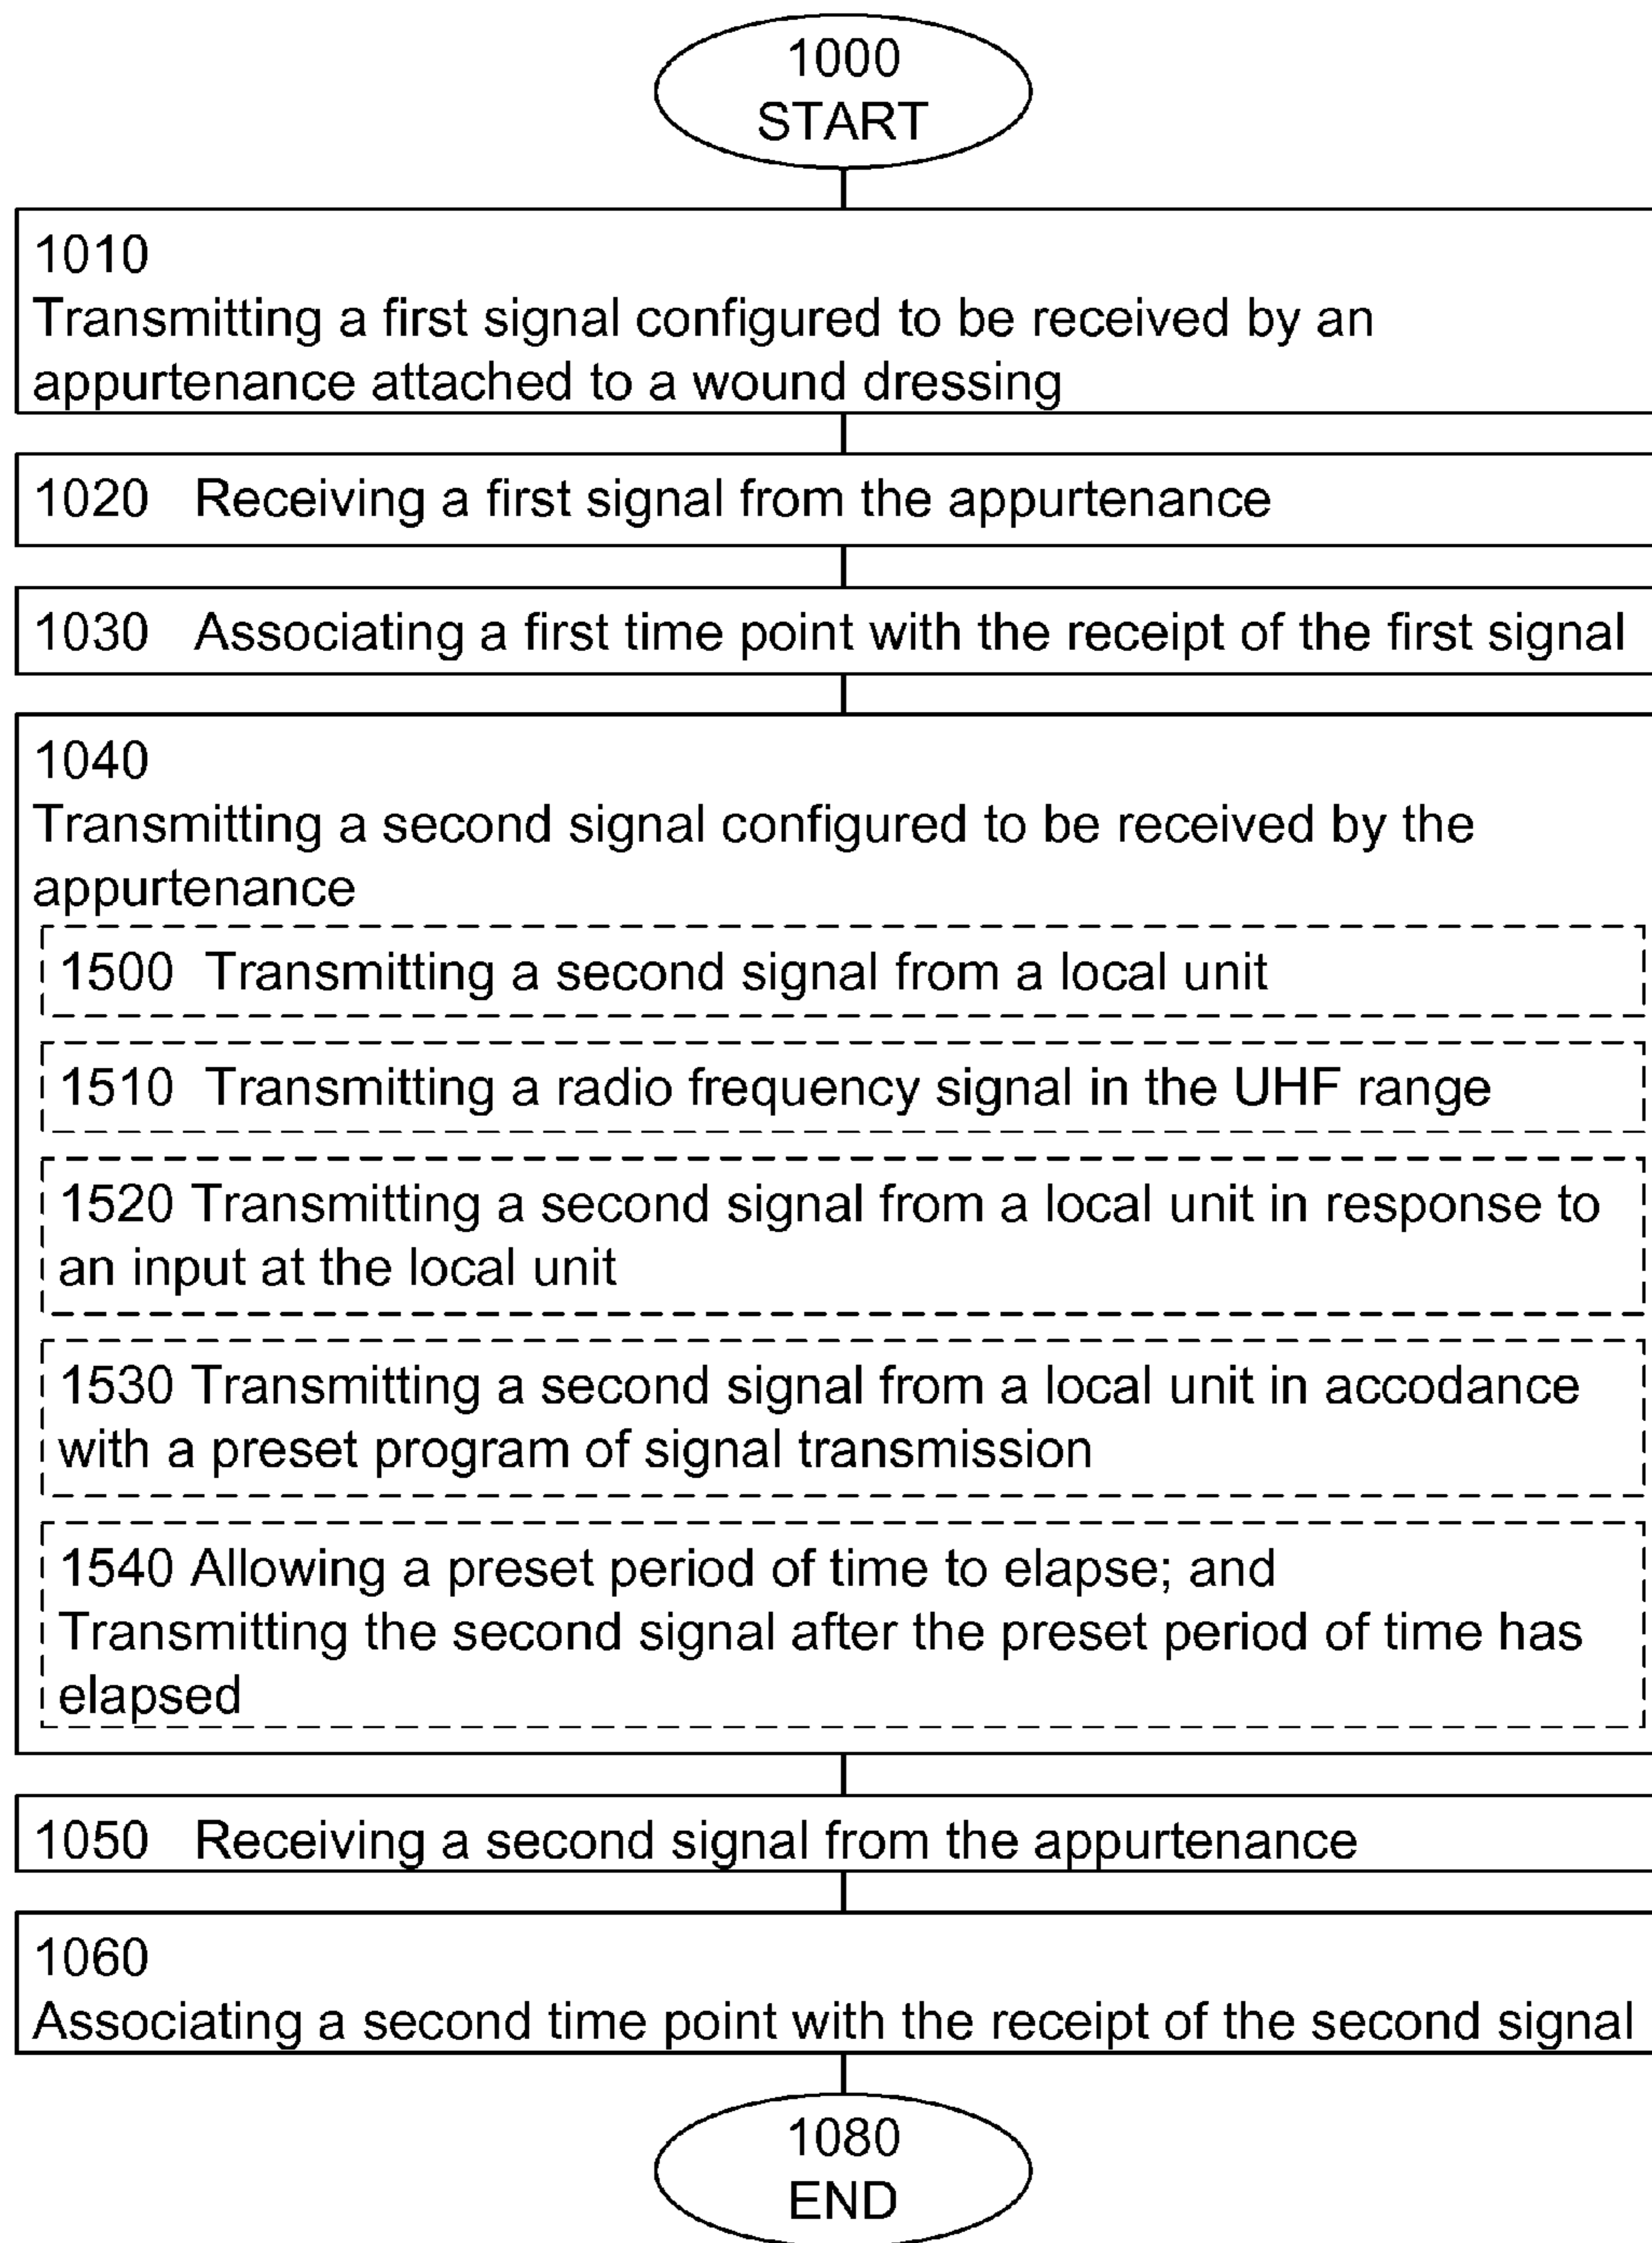 1000
START
1010
Transmitting a first signal configured to be received by an
appurtenance attached to a wound dressing
1020 Receiving a first signal from the appurtenance
1030 Associating a first time point with the receipt of the first signal
1040
Transmitting a second signal configured to be received by the
appurtenance
1500 Transmitting a second signal from a local unit
1510 Transmitting a radio frequency signal in the UHF range
1520 Transmitting a second signal from a local unit in response to
an input at the local unit
1530 Transmitting a second signal from a local unit in accodance
with a preset program of signal transmission
1540 Allowing a preset period of time to elapse; and
Transmitting the second signal after the preset period of time has
elapsed
1050 Receiving a second signal from the appurtenance
1060
Associating a second time point with the receipt of the second signal
1080
END